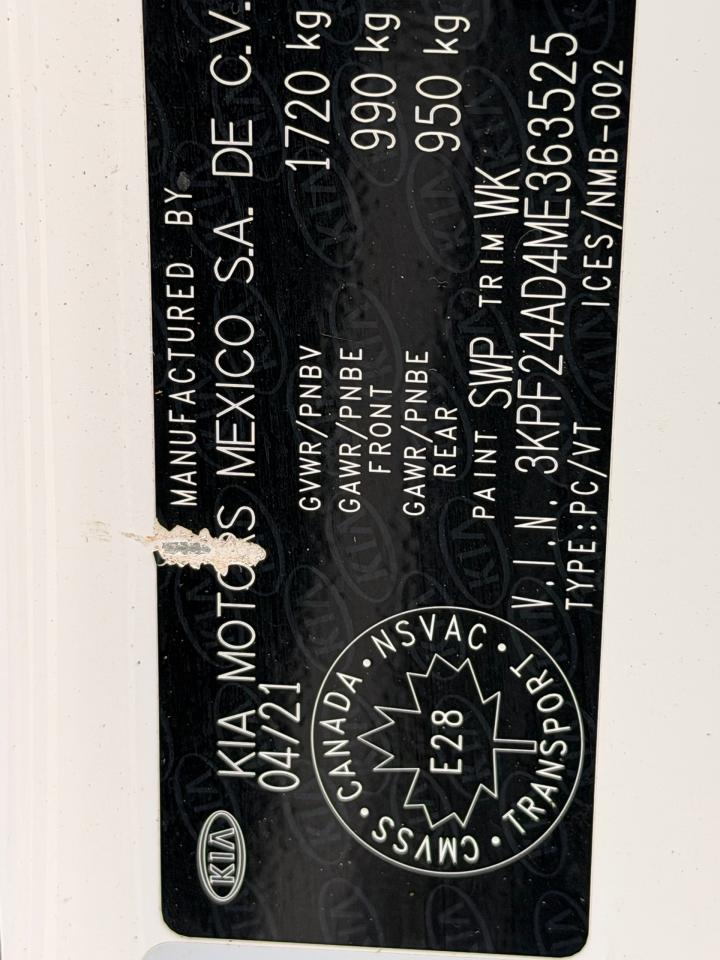 MANUFACTURED BY
KIA MOTORS MEXICO S.A. DE C.V.
04/21
GVWR/PNBV 1720 kg
GAWR/PNBE FRONT 990 kg
GAWR/PNBE REAR 950 kg
PAINT SWP TRIM WK
V.I.N. 3KPF24AD4ME363525
TYPE:PC/VT ICES/NMB-002
KIA
CANADA • NSVAC • TRANSPORT • CMVSS •
E28